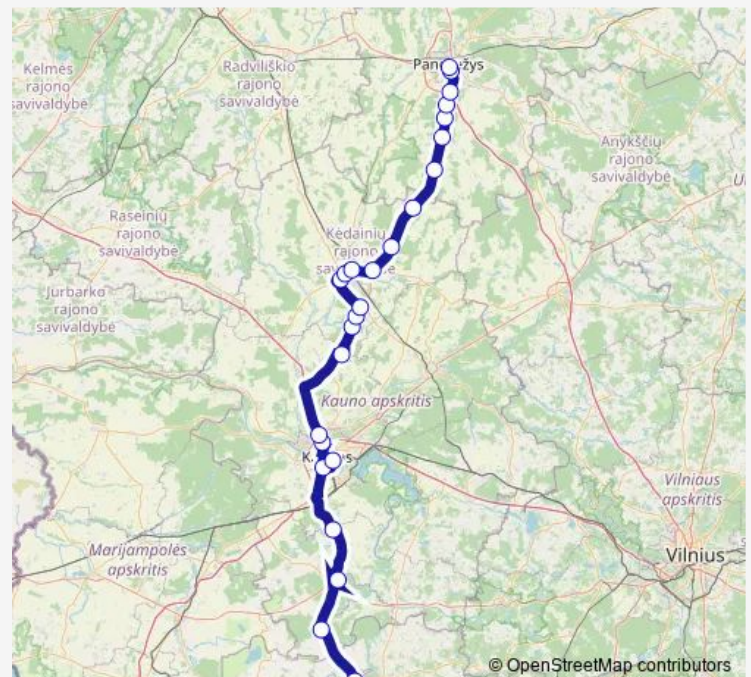 Kelmės
rajono
savivaldybė
Radviliškio
rajono
savivaldybė
Anykščių
rajono
savivaldybė
Raseinių
rajono
savivaldybė
Kėdainių
rajono
Jurbarko
rajono
savivaldybė
Kauno apskritis
Vilniaus
apskritis
Marijampolės
apskritis
Vilnius
© OpenStreetMap contributors